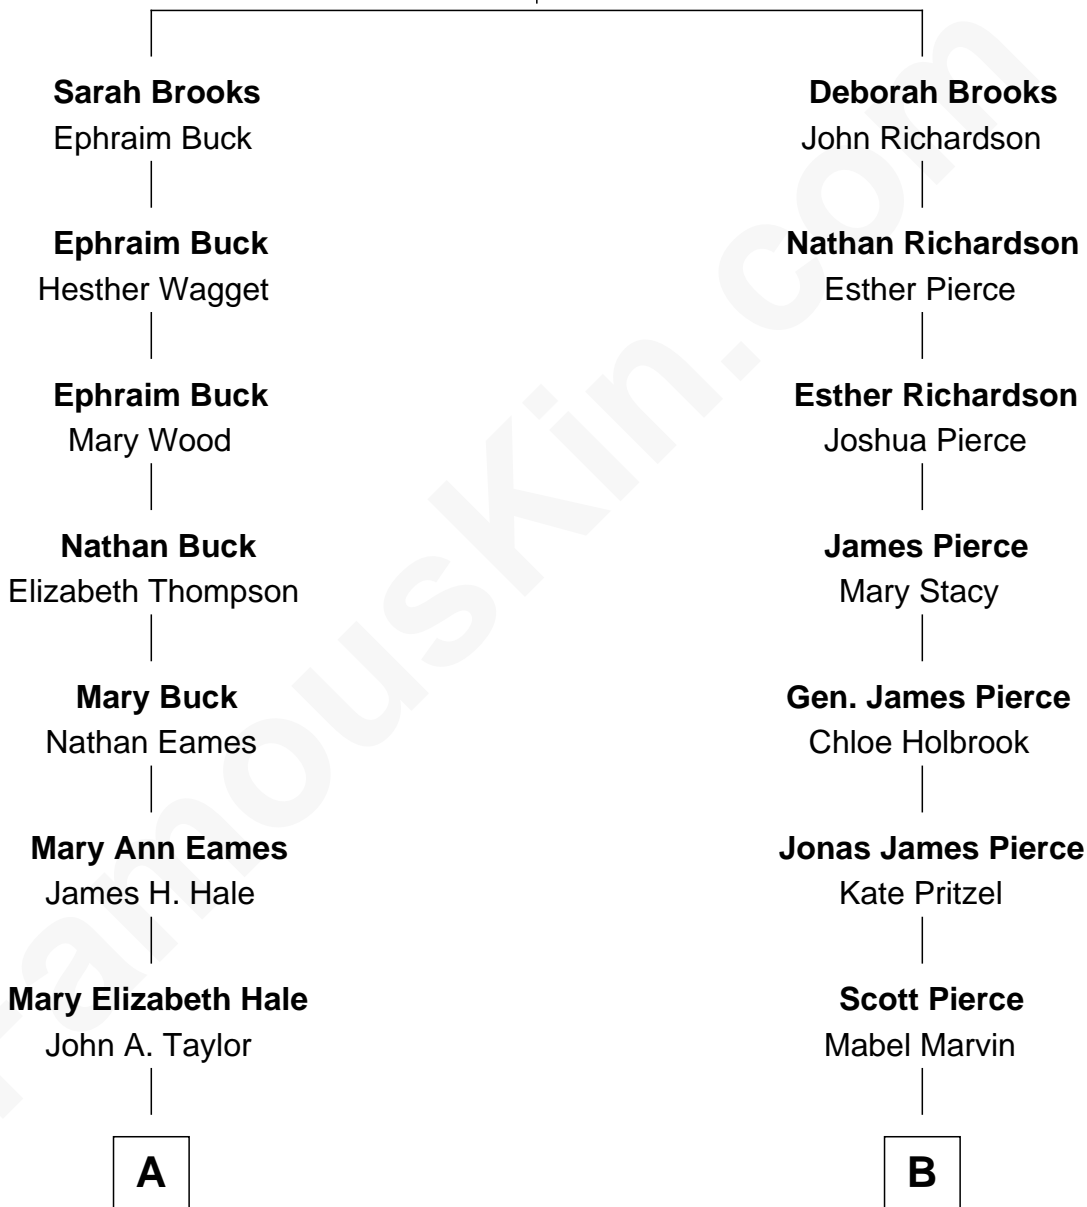 Sarah Brooks
Ephraim Buck
Ephraim Buck
Hesther Wagget
Ephraim Buck
Mary Wood
Nathan Buck
Elizabeth Thompson
Mary Buck
Nathan Eames
Mary Ann Eames
James H. Hale
Mary Elizabeth Hale
John A. Taylor
A
Deborah Brooks
John Richardson
Nathan Richardson
Esther Pierce
Esther Richardson
Joshua Pierce
James Pierce
Mary Stacy
Gen. James Pierce
Chloe Holbrook
Jonas James Pierce
Kate Pritzel
Scott Pierce
Mabel Marvin
B
FamousKin.com